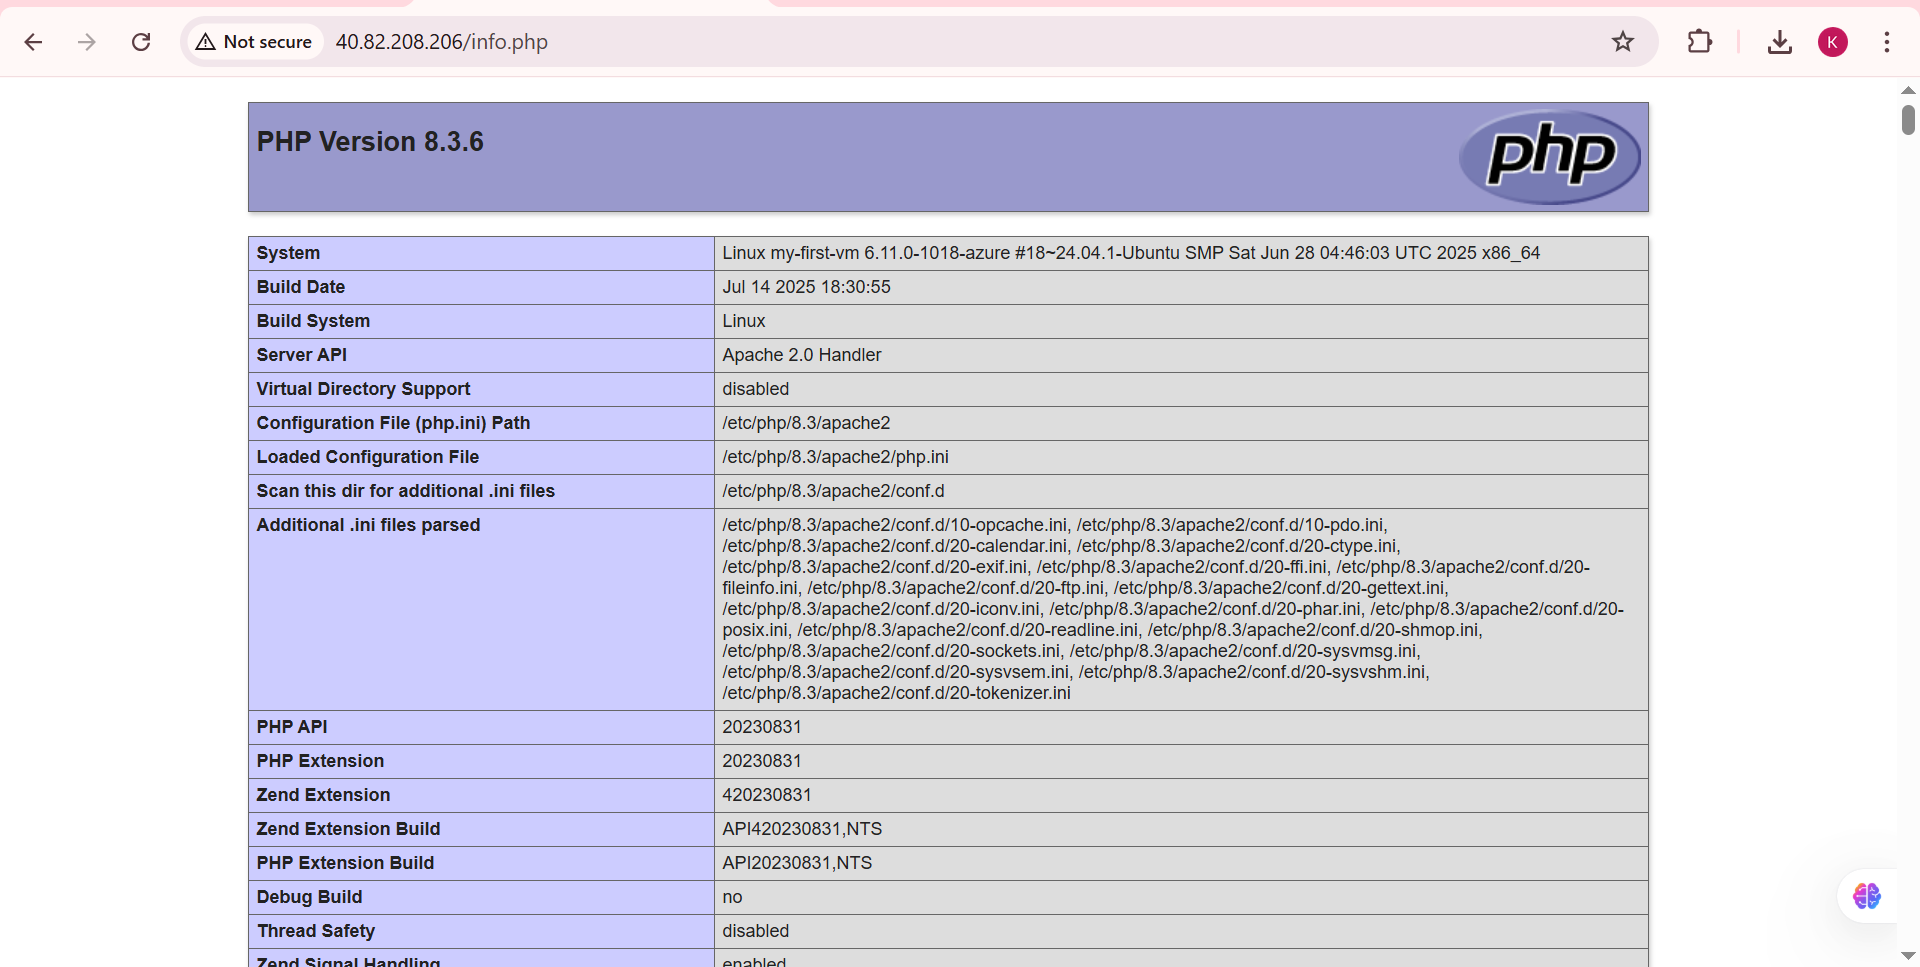 Not secure 40.82.208.206/info.php K
PHP Version 8.3.6 php
System Linux my-first-vm 6.11.0-1018-azure #18~24.04.1-Ubuntu SMP Sat Jun 28 04:46:03 UTC 2025 x86_64
Build Date Jul 14 2025 18:30:55
Build System Linux
Server API Apache 2.0 Handler
Virtual Directory Support disabled
Configuration File (php.ini) Path /etc/php/8.3/apache2
Loaded Configuration File /etc/php/8.3/apache2/php.ini
Scan this dir for additional .ini files /etc/php/8.3/apache2/conf.d
Additional .ini files parsed /etc/php/8.3/apache2/conf.d/10-opcache.ini, /etc/php/8.3/apache2/conf.d/10-pdo.ini,
/etc/php/8.3/apache2/conf.d/20-calendar.ini, /etc/php/8.3/apache2/conf.d/20-ctype.ini,
/etc/php/8.3/apache2/conf.d/20-exif.ini, /etc/php/8.3/apache2/conf.d/20-ffi.ini, /etc/php/8.3/apache2/conf.d/20-
fileinfo.ini, /etc/php/8.3/apache2/conf.d/20-ftp.ini, /etc/php/8.3/apache2/conf.d/20-gettext.ini,
/etc/php/8.3/apache2/conf.d/20-iconv.ini, /etc/php/8.3/apache2/conf.d/20-phar.ini, /etc/php/8.3/apache2/conf.d/20-
posix.ini, /etc/php/8.3/apache2/conf.d/20-readline.ini, /etc/php/8.3/apache2/conf.d/20-shmop.ini,
/etc/php/8.3/apache2/conf.d/20-sockets.ini, /etc/php/8.3/apache2/conf.d/20-sysvmsg.ini,
/etc/php/8.3/apache2/conf.d/20-sysvsem.ini, /etc/php/8.3/apache2/conf.d/20-sysvshm.ini,
/etc/php/8.3/apache2/conf.d/20-tokenizer.ini
PHP API 20230831
PHP Extension 20230831
Zend Extension 420230831
Zend Extension Build API420230831,NTS
PHP Extension Build API20230831,NTS
Debug Build no
Thread Safety disabled
Zend Signal Handling enabled